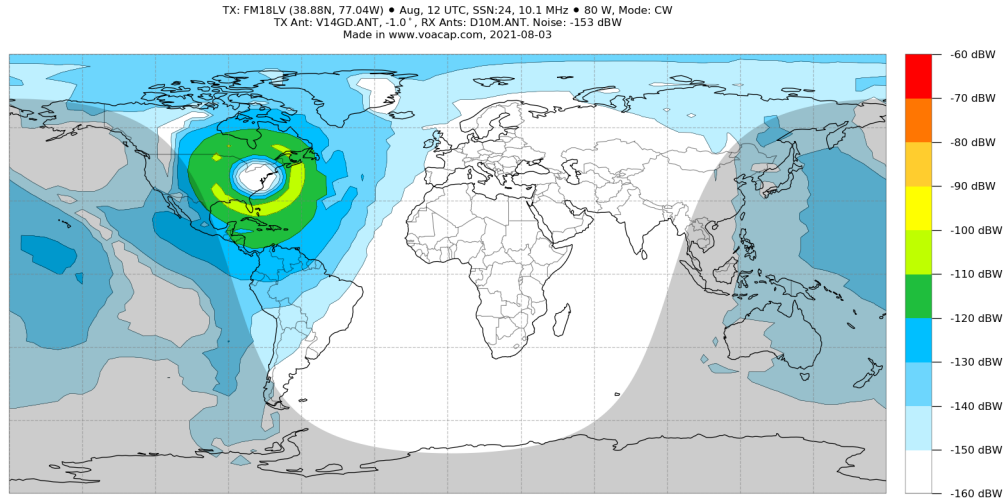 TX: FM18LV (38.88N, 77.04W) • Aug, 12 UTC, SSN:24, 10.1 MHz • 80 W, Mode: CW
TX Ant: V14GD.ANT, -1.0˚, RX Ants: D10M.ANT. Noise: -153 dBW
Made in www.voacap.com, 2021-08-03
-60 dBW
-70 dBW
-80 dBW
-90 dBW
-100 dBW
-110 dBW
-120 dBW
-130 dBW
-140 dBW
-150 dBW
-160 dBW